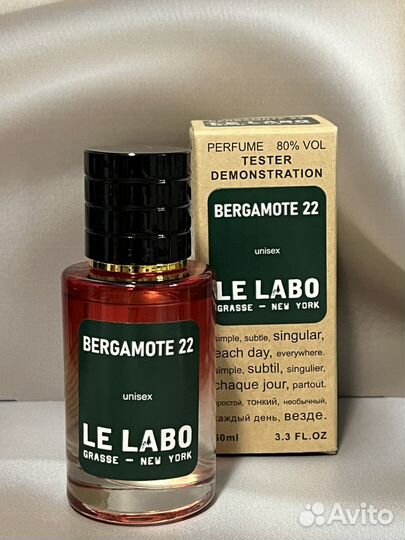 PERFUME 80% VOL
TESTER
DEMONSTRATION
BERGAMOTE 22
unisex
LE LABO
GRASSE — NEW YORK
simple, subtle, singular,
each day, everywhere.
simple, subtil, singulier,
chaque jour, partout.
простой, тонкий, необычный,
каждый день, везде.
60ml 3.3 FL.OZ
BERGAMOTE 22
unisex
LE LABO
GRASSE — NEW YORK
Avito